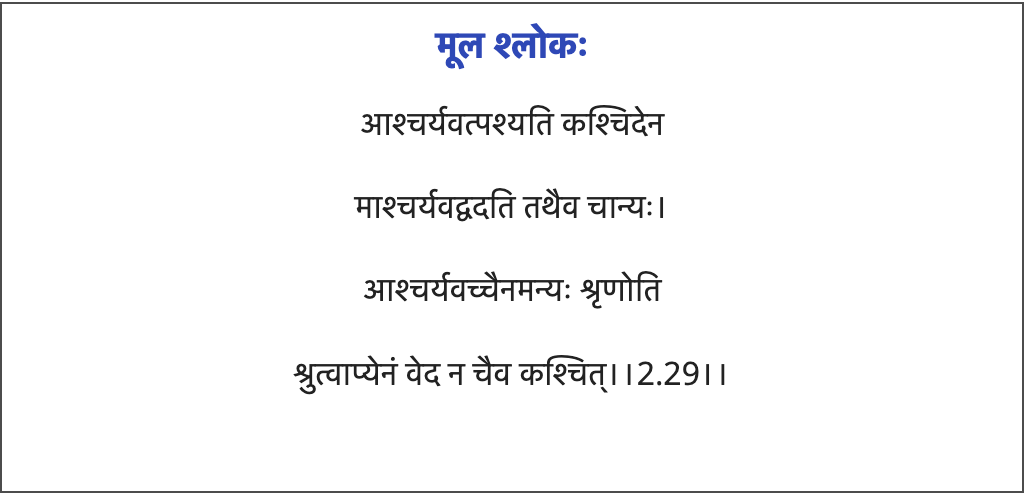 मूल श्लोकः
आश्चर्यवत्पश्यति कश्चिदेन
माश्चर्यवद्वदति तथैव चान्यः।
आश्चर्यवच्चैनमन्यः श्रृणोति
श्रुत्वाप्येनं वेद न चैव कश्चित्।।2.29।।